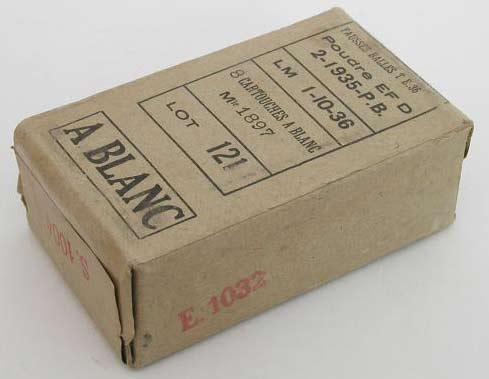 FAUSSES BALLES T E.36
Poudre EF D
2-1935-P.B.
LM 1-10-36
8 CARTOUCHES A BLANC
Mle 1897
LOT 121
A BLANC
E. 1032